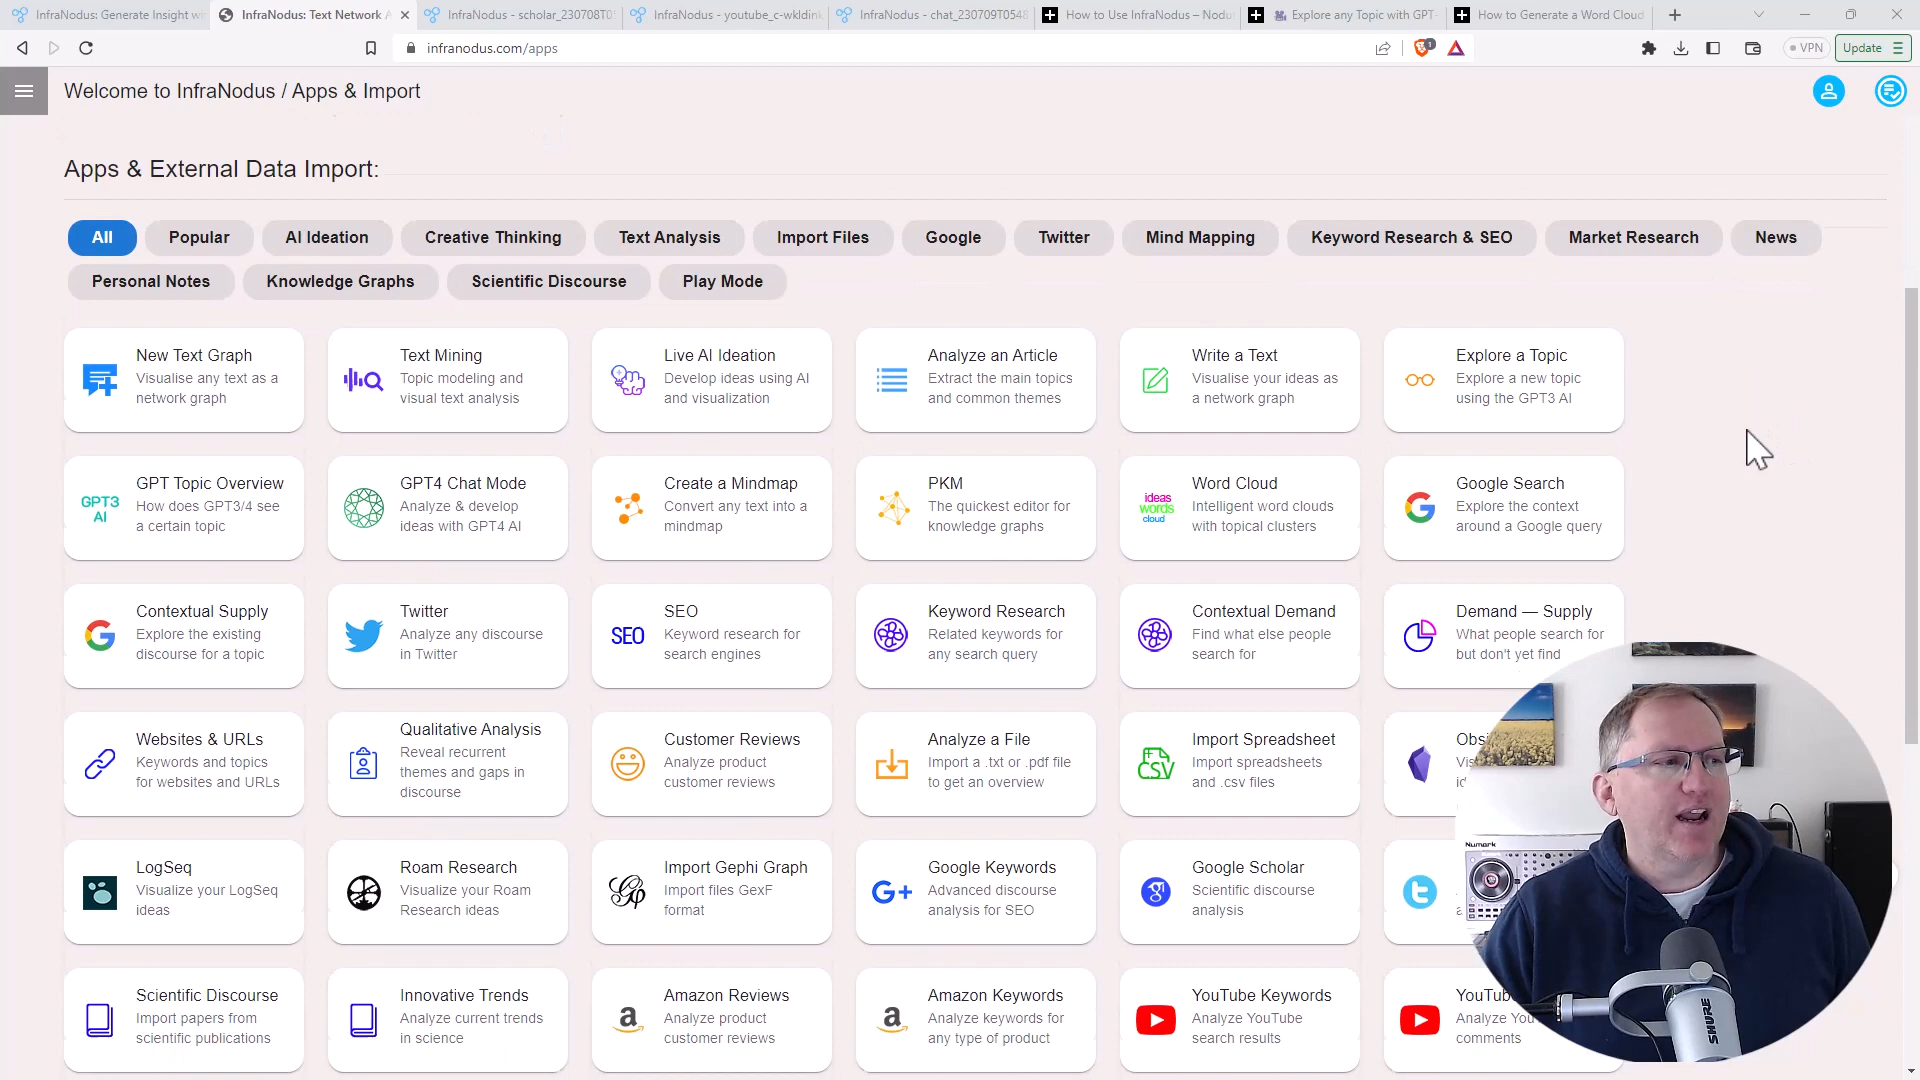 InfraNodus: Generate Insight wi
InfraNodus: Text Network A
InfraNodus - scholar_230708T0
InfraNodus - youtube_c-wkldink
InfraNodus - chat_230709T0548
How to Use InfraNodus – Nodu
Explore any Topic with GPT-
How to Generate a Word Cloud
infranodus.com/apps
1
VPN
Update
Welcome to InfraNodus / Apps & Import
Apps & External Data Import:
All
Popular
AI Ideation
Creative Thinking
Text Analysis
Import Files
Google
Twitter
Mind Mapping
Keyword Research & SEO
Market Research
News
Personal Notes
Knowledge Graphs
Scientific Discourse
Play Mode
New Text Graph
Visualise any text as a
network graph
Text Mining
Topic modeling and
visual text analysis
Live AI Ideation
Develop ideas using AI
and visualization
Analyze an Article
Extract the main topics
and common themes
Write a Text
Visualise your ideas as
a network graph
Explore a Topic
Explore a new topic
using the GPT3 AI
GPT3
AI
GPT Topic Overview
How does GPT3/4 see
a certain topic
GPT4 Chat Mode
Analyze & develop
ideas with GPT4 AI
Create a Mindmap
Convert any text into a
mindmap
PKM
The quickest editor for
knowledge graphs
ideas
words
cloud
Word Cloud
Intelligent word clouds
with topical clusters
Google Search
Explore the context
around a Google query
Contextual Supply
Explore the existing
discourse for a topic
Twitter
Analyze any discourse
in Twitter
SEO
SEO
Keyword research for
search engines
Keyword Research
Related keywords for
any search query
Contextual Demand
Find what else people
search for
Demand — Supply
What people search for
but don't yet find
Websites & URLs
Keywords and topics
for websites and URLs
Qualitative Analysis
Reveal recurrent
themes and gaps in
discourse
Customer Reviews
Analyze product
customer reviews
Analyze a File
Import a .txt or .pdf file
to get an overview
CSV
Import Spreadsheet
Import spreadsheets
and .csv files
LogSeq
Visualize your LogSeq
ideas
Roam Research
Visualize your Roam
Research ideas
Import Gephi Graph
Import files GexF
format
G+
Google Keywords
Advanced discourse
analysis for SEO
Google Scholar
Scientific discourse
analysis
Numark
Scientific Discourse
Import papers from
scientific publications
Innovative Trends
Analyze current trends
in science
a
Amazon Reviews
Analyze product
customer reviews
a
Amazon Keywords
Analyze keywords for
any type of product
YouTube Keywords
Analyze YouTube
search results
YouTub
Analyze You
comments
SHURE